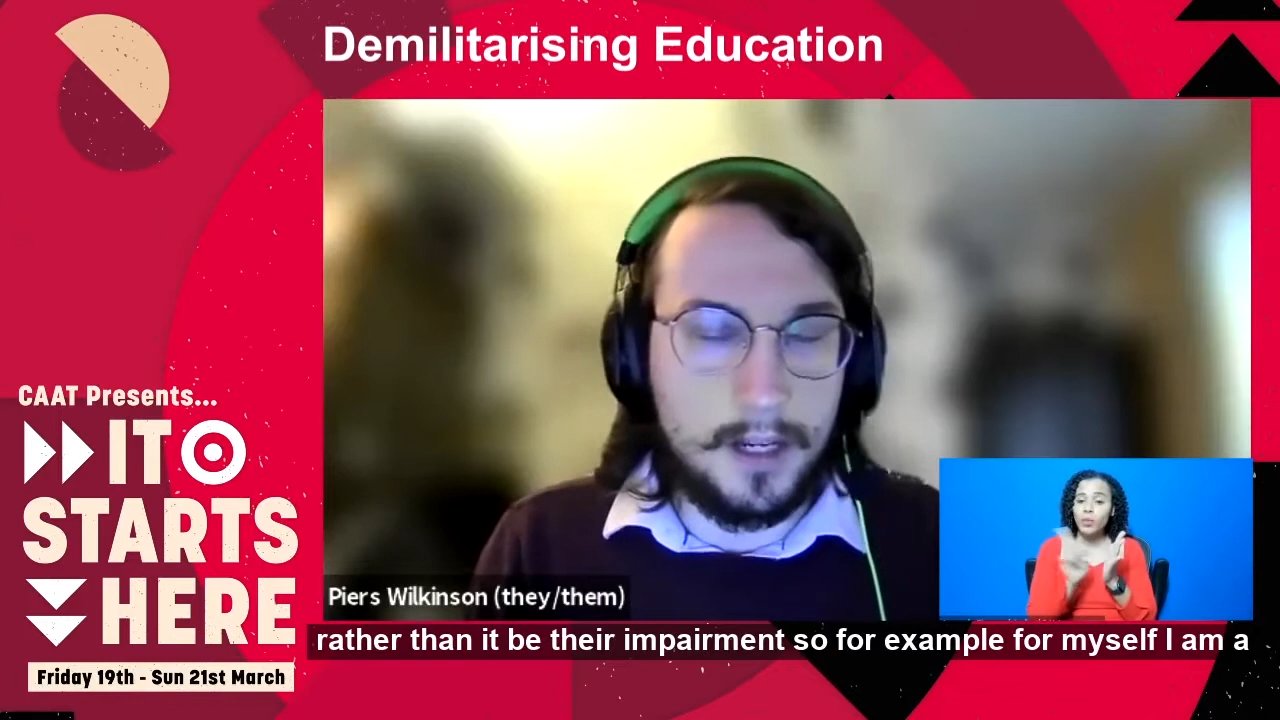 Demilitarising Education
CAAT Presents...
IT
STARTS
HERE
Friday 19th - Sun 21st March
Piers Wilkinson (they/them)
rather than it be their impairment so for example for myself I am a